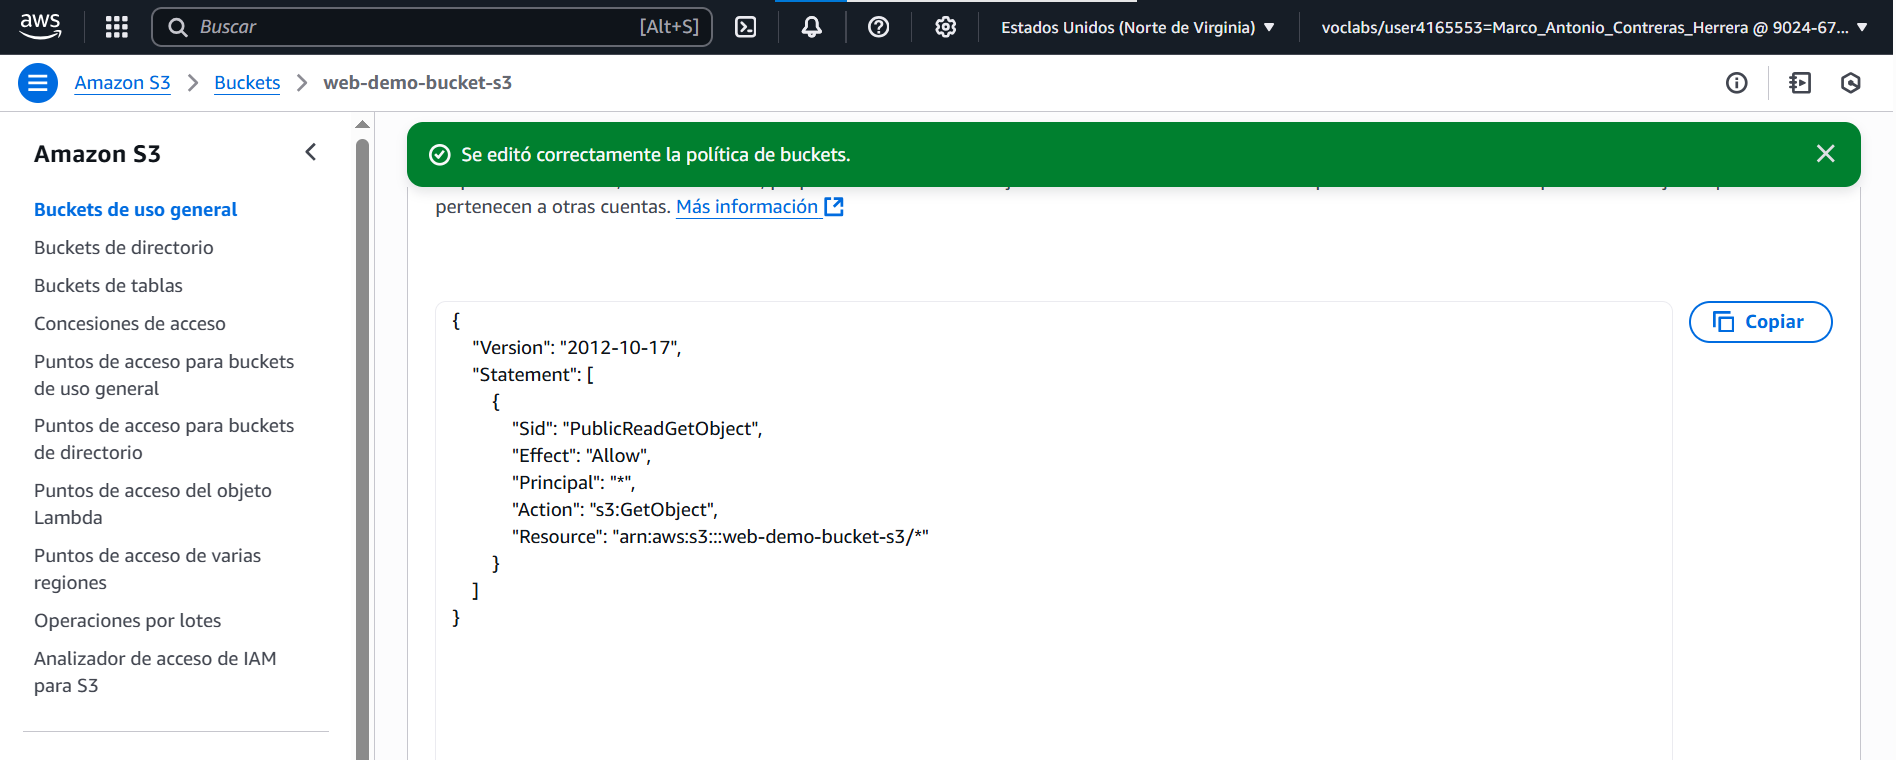 aws
Buscar
[Alt+S]
Estados Unidos (Norte de Virginia)
voclabs/user4165553=Marco_Antonio_Contreras_Herrera @ 9024-67...
Amazon S3
Buckets
web-demo-bucket-s3
Amazon S3
Buckets de uso general
Buckets de directorio
Buckets de tablas
Concesiones de acceso
Puntos de acceso para buckets
de uso general
Puntos de acceso para buckets
de directorio
Puntos de acceso del objeto
Lambda
Puntos de acceso de varias
regiones
Operaciones por lotes
Analizador de acceso de IAM
para S3
Se editó correctamente la política de buckets.
pertenecen a otras cuentas. Más información
Copiar
{
"Version": "2012-10-17",
"Statement": [
{
"Sid": "PublicReadGetObject",
"Effect": "Allow",
"Principal": "*",
"Action": "s3:GetObject",
"Resource": "arn:aws:s3:::web-demo-bucket-s3/*"
}
]
}